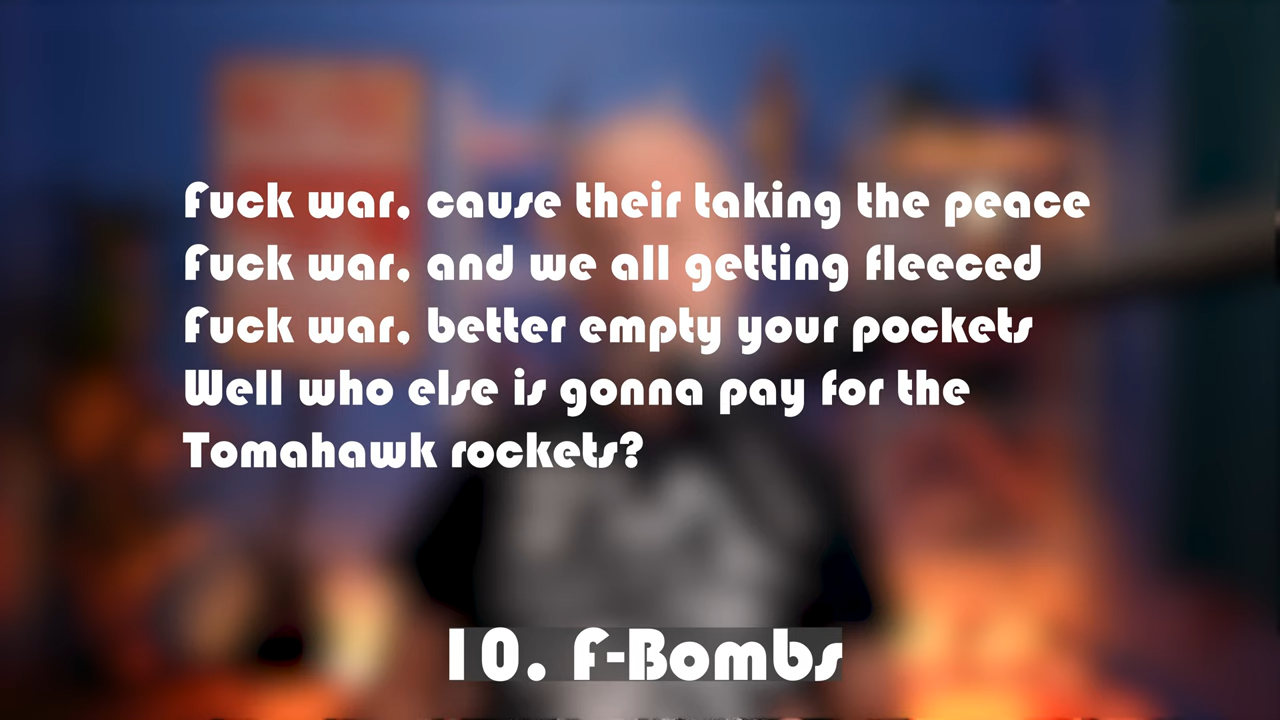 Fuck war, cause their taking the peace
Fuck war, and we all getting fleeced
Fuck war, better empty your pockets
Well who else is gonna pay for the
Tomahawk rockets?
10. F-Bombs